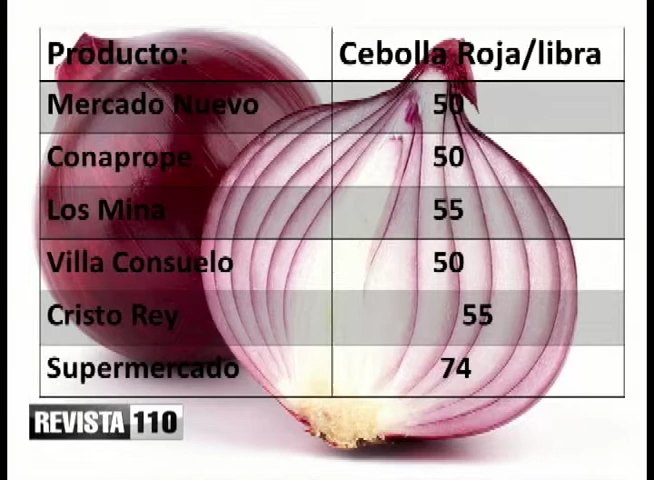 Producto: Cebolla Roja/libra
Mercado Nuevo 50
Conaprope 50
Los Mina 55
Villa Consuelo 50
Cristo Rey 55
Supermercado 74
REVISTA 110